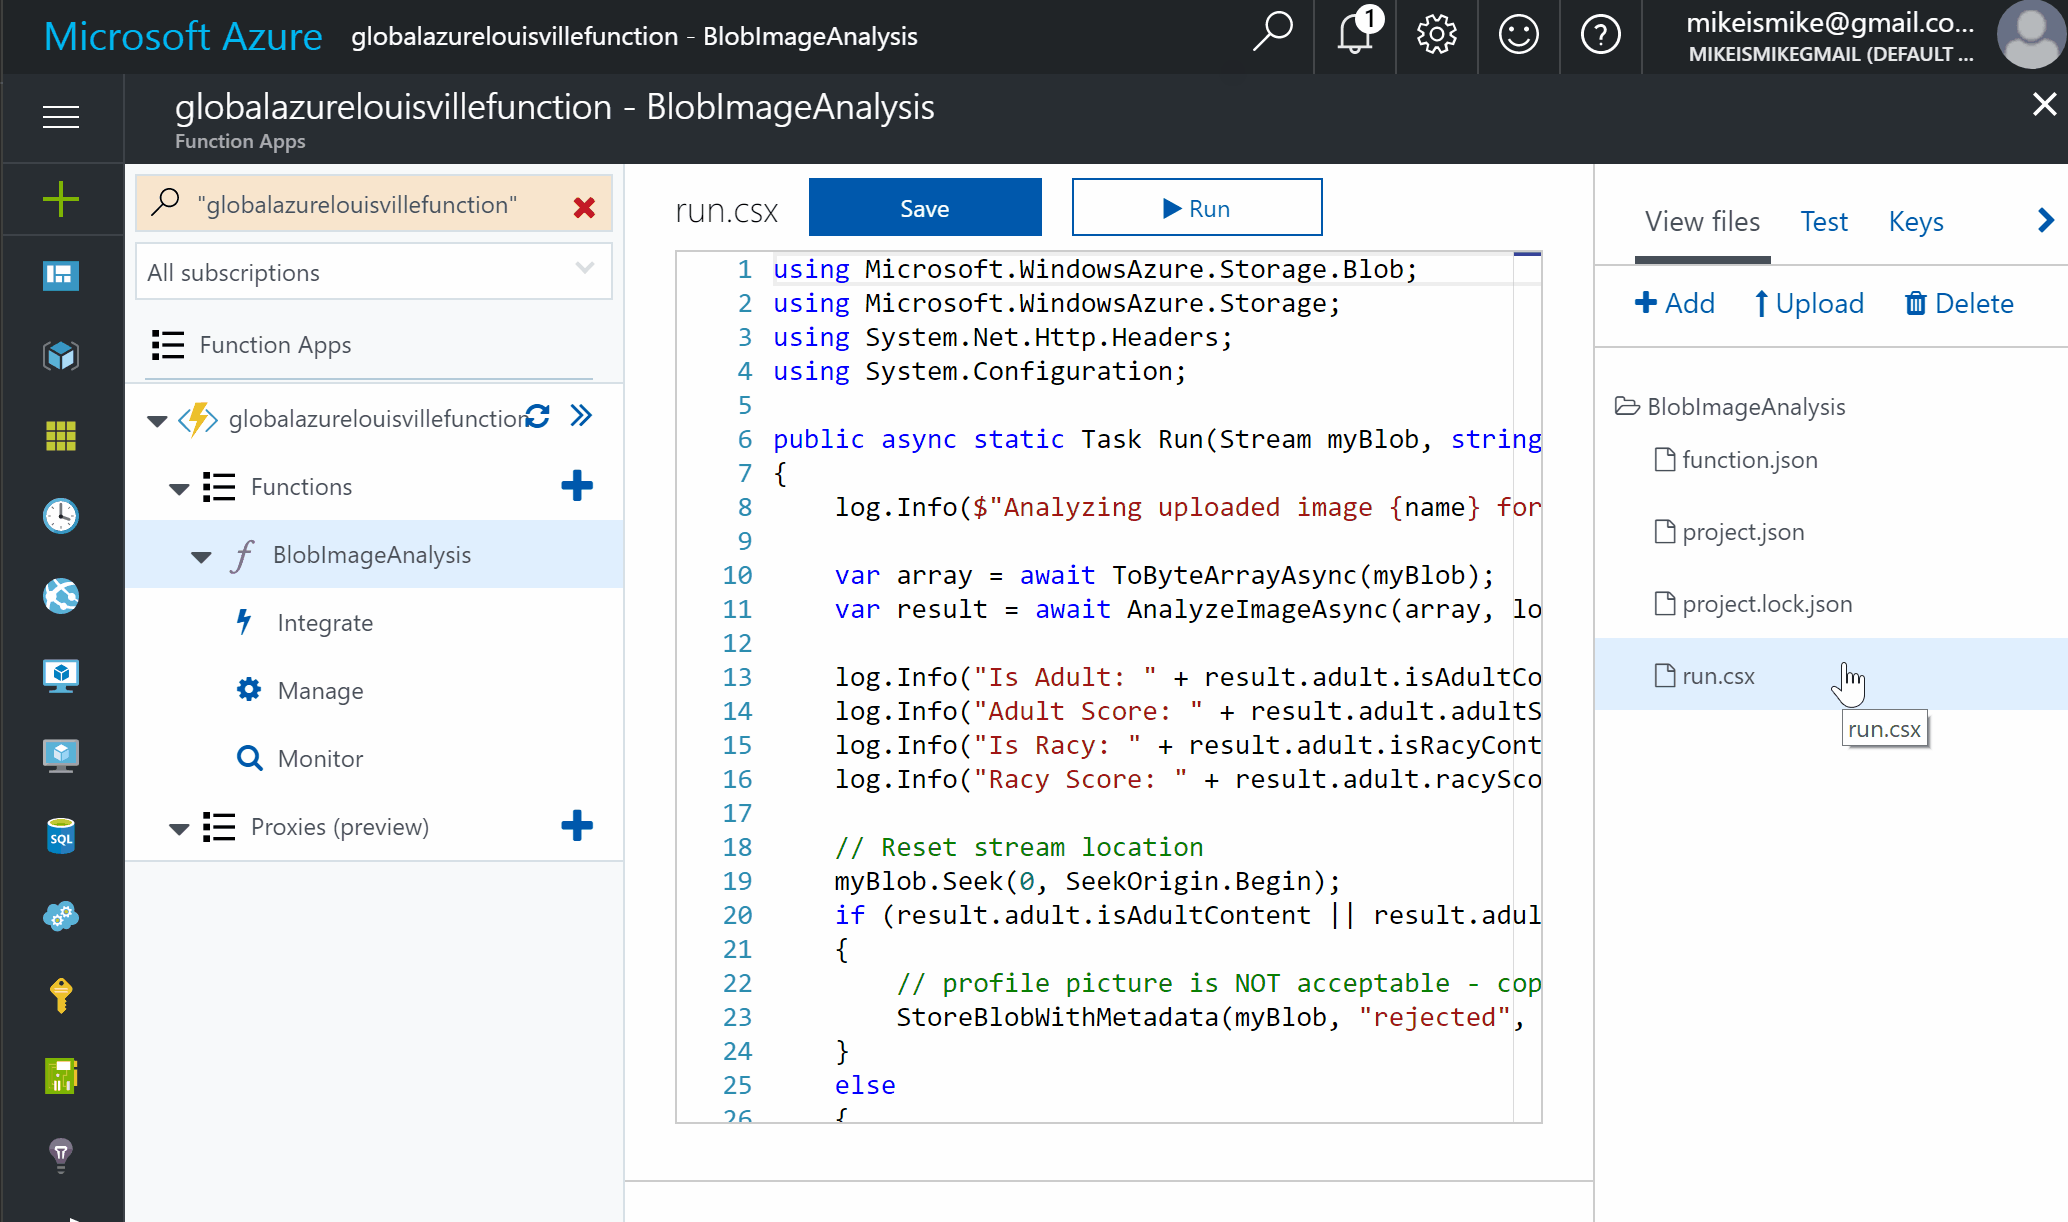 Microsoft Azure globalazurelouisvillefunction - BlobImageAnalysis
1
mikeismike@gmail.co...
MIKEISMIKEGMAIL (DEFAULT ...
globalazurelouisvillefunction - BlobImageAnalysis
Function Apps
"globalazurelouisvillefunction"
All subscriptions
Function Apps
globalazurelouisvillefunction
Functions
BlobImageAnalysis
Integrate
Manage
Monitor
Proxies (preview)
SQL
run.csx Save Run
1 using Microsoft.WindowsAzure.Storage.Blob;
2 using Microsoft.WindowsAzure.Storage;
3 using System.Net.Http.Headers;
4 using System.Configuration;
5
6 public async static Task Run(Stream myBlob, string
7 {
8     log.Info($"Analyzing uploaded image {name} for
9
10     var array = await ToByteArrayAsync(myBlob);
11     var result = await AnalyzeImageAsync(array, lo
12
13     log.Info("Is Adult: " + result.adult.isAdultCo
14     log.Info("Adult Score: " + result.adult.adultS
15     log.Info("Is Racy: " + result.adult.isRacyCont
16     log.Info("Racy Score: " + result.adult.racySco
17
18     // Reset stream location
19     myBlob.Seek(0, SeekOrigin.Begin);
20     if (result.adult.isAdultContent || result.adul
21     {
22         // profile picture is NOT acceptable - cop
23         StoreBlobWithMetadata(myBlob, "rejected",
24     }
25     else
26     {
View files Test Keys
Add Upload Delete
BlobImageAnalysis
function.json
project.json
project.lock.json
run.csx
run.csx